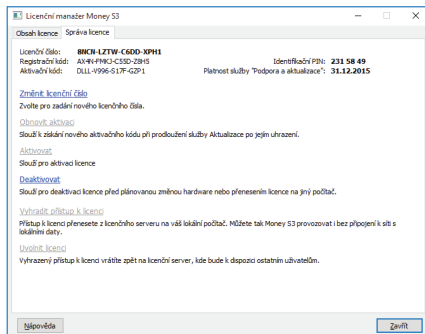 Licenční manažer Money S3
Obsah licence Správa licence
Licenční číslo: 8NCN-LZTW-C6DD-XPH1
Registrační kód: AX4N-FMKJ-C5SD-Z8H5 Identifikační PIN: 231 58 49
Aktivační kód: DLLL-V996-S17F-GZP1 Platnost služby "Podpora a aktualizace": 31.12.2015
Změnit licenční číslo
Zvolte pro zadání nového licenčního čísla.
Obnovit aktivaci
Slouží k získání nového aktivačního kódu při prodloužení služby Aktualizace po jejím uhrazení.
Aktivovat
Slouží pro aktivaci licence
Deaktivovat
Slouží pro deaktivaci licence před plánovanou změnou hardware nebo přenesením licence na jiný počítač.
Vyhradit přístup k licenci
Přístup k licenci přenesete z licenčního serveru na váš lokální počítač. Můžete tak Money S3 provozovat i bez připojení k síti s
lokálními daty.
Uvolnit licenci
Vyhrazený přístup k licenci vrátíte zpět na licenční server, kde bude k dispozici ostatním uživatelům.
Nápověda Zavřít